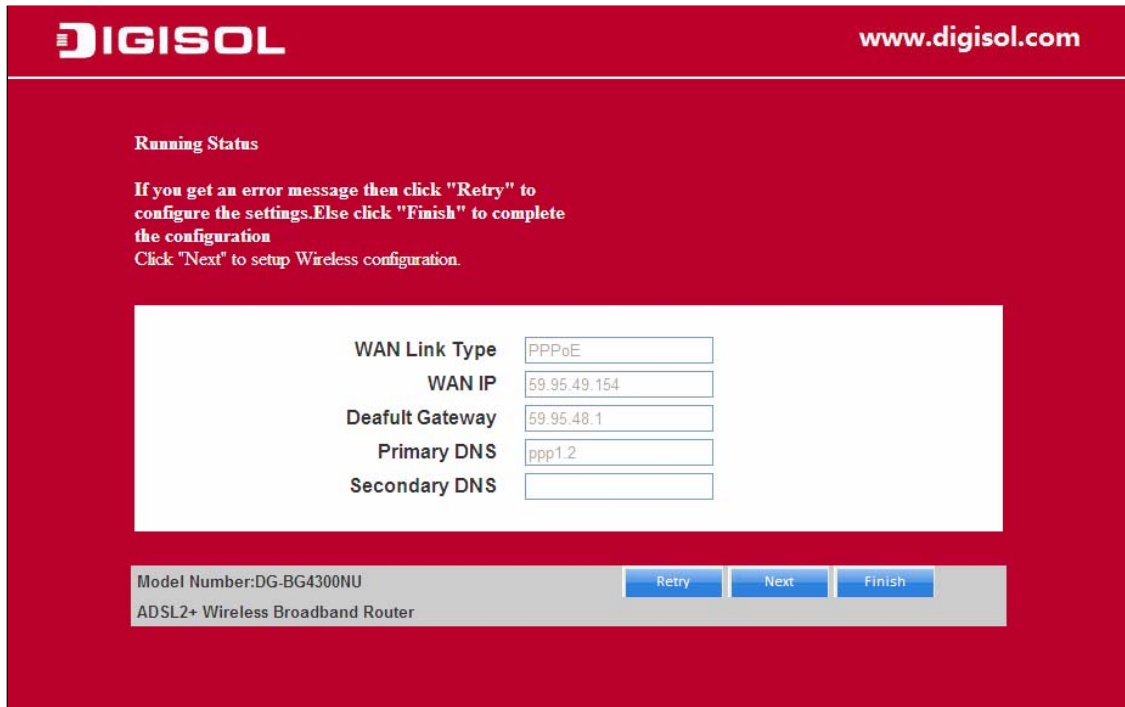 DIGISOL
www.digisol.com
Running Status
If you get an error message then click "Retry" to
configure the settings.Else click "Finish" to complete
the configuration
Click "Next" to setup Wireless configuration.
WAN Link Type PPPoE
WAN IP 59.95.49.154
Deafult Gateway 59.95.48.1
Primary DNS ppp1.2
Secondary DNS
Model Number:DG-BG4300NU
Retry Next Finish
ADSL2+ Wireless Broadband Router